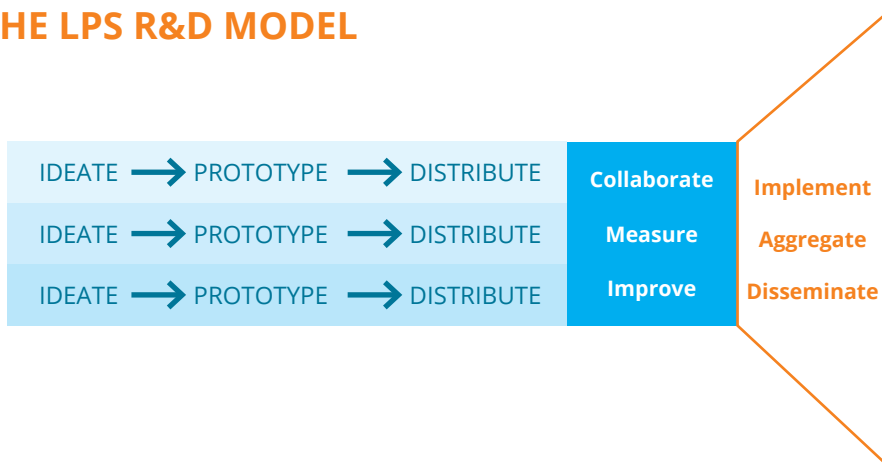 HE LPS R&D MODEL
IDEATE PROTOTYPE DISTRIBUTE
IDEATE PROTOTYPE DISTRIBUTE
IDEATE PROTOTYPE DISTRIBUTE
Collaborate
Measure
Improve
Implement
Aggregate
Disseminate